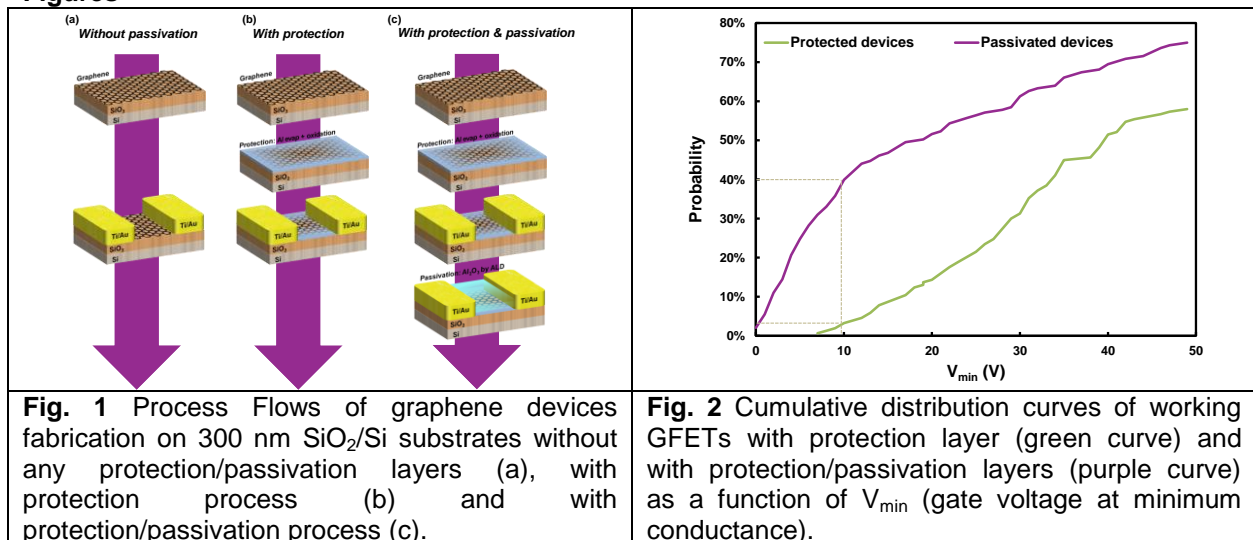 Figures
(a)
Without passivation
(b)
With protection
(c)
With protection & passivation
Graphene
SiO₂
Si
Ti/Au
Ti/Au
SiO₂
Si
Graphene
SiO₂
Si
Protection: Al evap + oxidation
SiO₂
Si
Ti/Au
Ti/Au
SiO₂
Si
Graphene
SiO₂
Si
Protection: Al evap + oxidation
SiO₂
Si
Ti/Au
Ti/Au
SiO₂
Si
Passivation: Al₂O₃ by ALD
Ti/Au
Ti/Au
SiO₂
Si
80%
70%
60%
50%
40%
30%
20%
10%
0%
Probability
Protected devices
Passivated devices
0
10
20
30
40
50
V_min (V)
Fig. 1 Process Flows of graphene devices
fabrication on 300 nm SiO₂/Si substrates without
any protection/passivation layers (a), with
protection process (b) and with
protection/passivation process (c).
Fig. 2 Cumulative distribution curves of working
GFETs with protection layer (green curve) and
with protection/passivation layers (purple curve)
as a function of V_min (gate voltage at minimum
conductance).